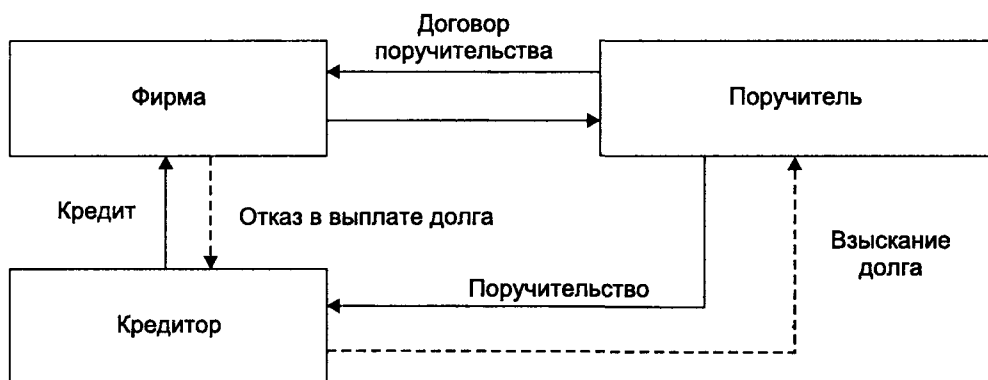 Договор
поручительства
Фирма
Поручитель
Кредит
Отказ в выплате долга
Взыскание
долга
Поручительство
Кредитор